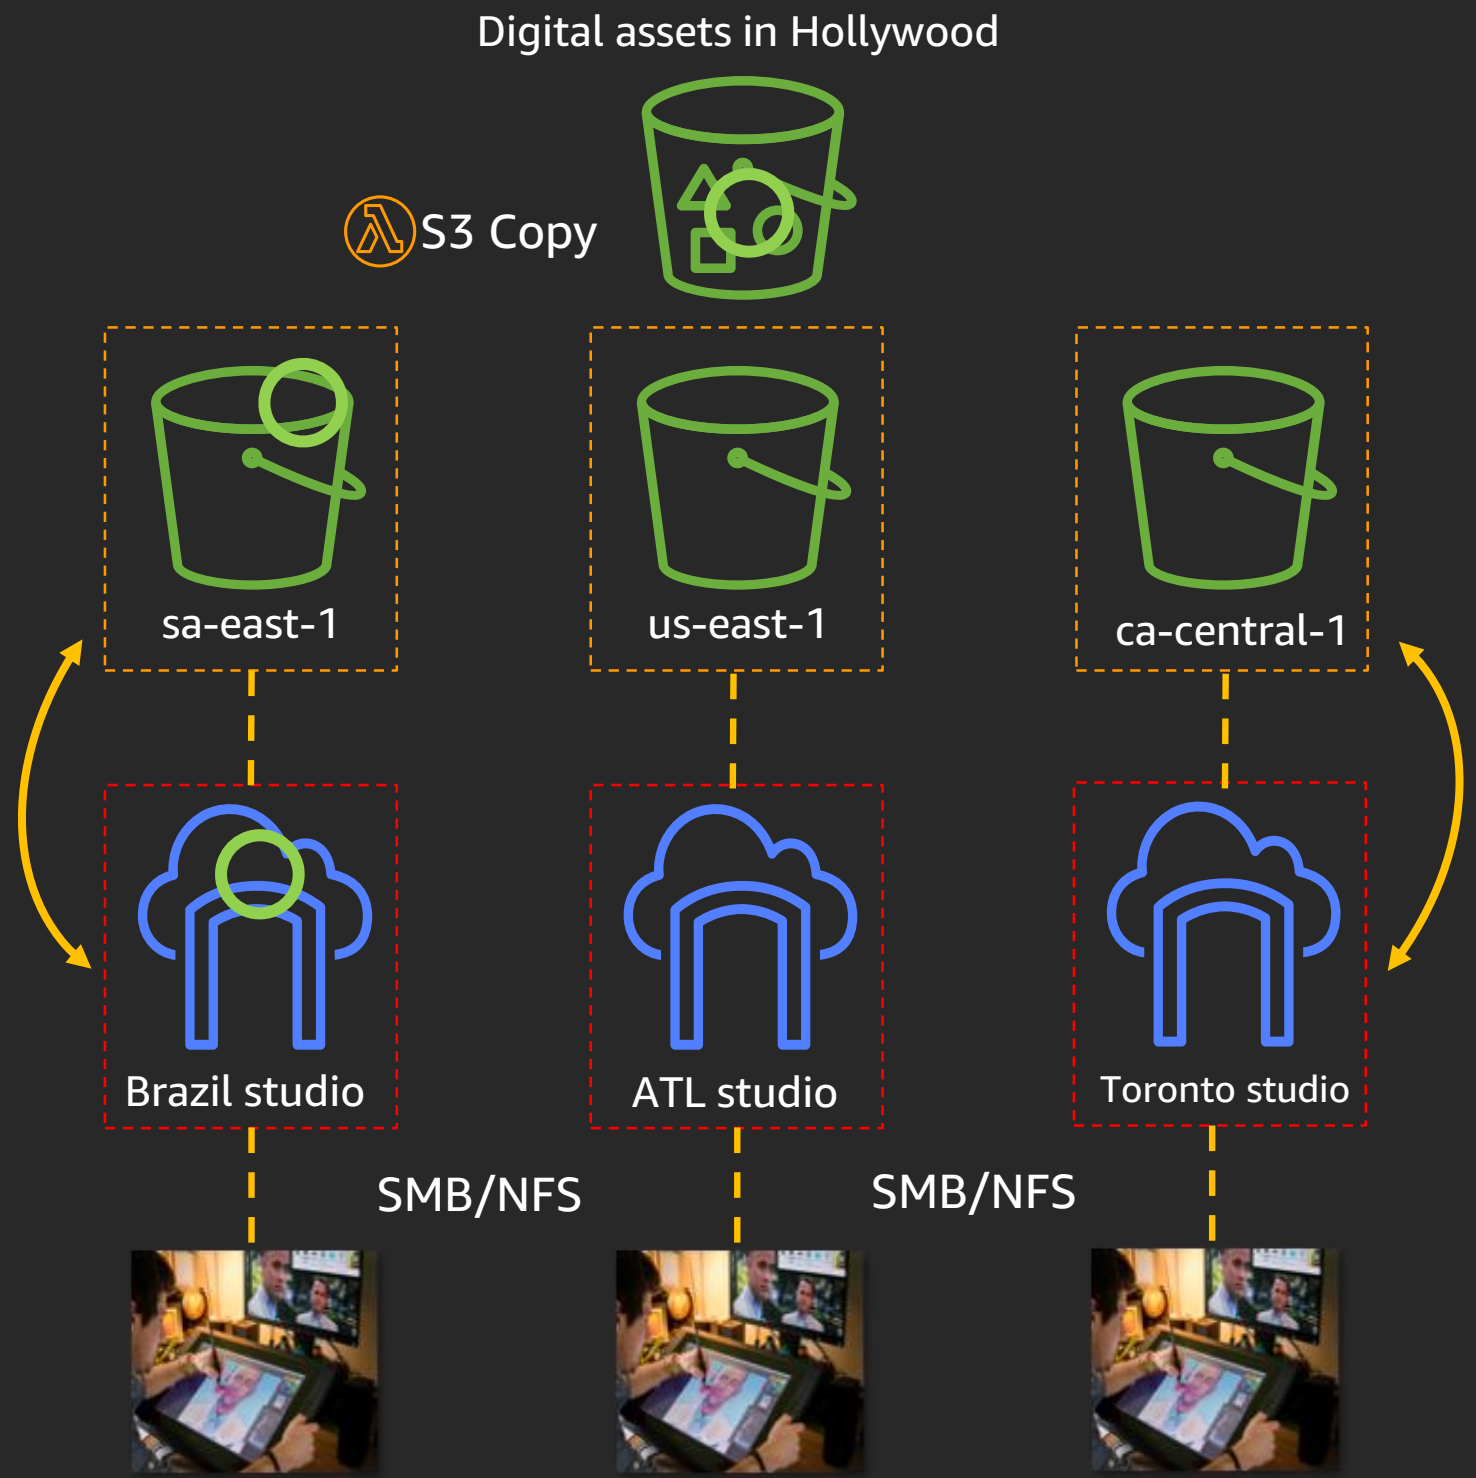 Digital assets in Hollywood
S3 Copy
sa-east-1
us-east-1
ca-central-1
Brazil studio
ATL studio
Toronto studio
SMB/NFS
SMB/NFS